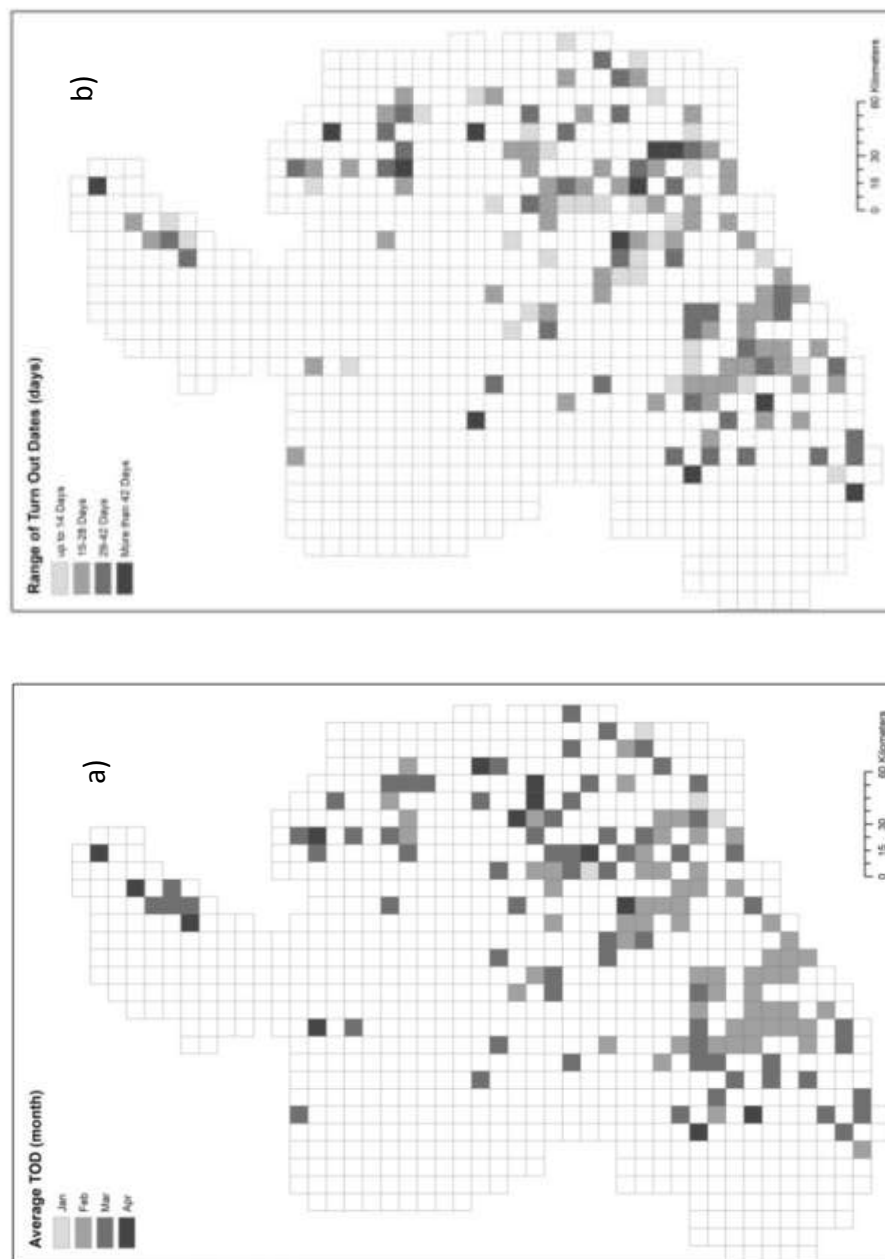 b)
Range of Turn Out Dates (days)
up to 14 Days
15-28 Days
29-42 Days
More than 42 Days
0 15 30 60 Kilometers
a)
Average TOD (month)
Jan
Feb
Mar
Apr
0 15 30 60 Kilometers